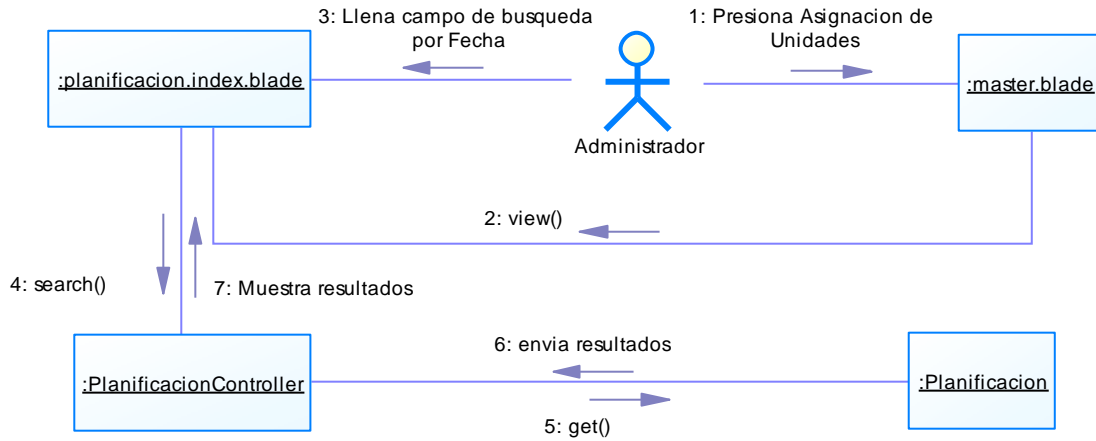 3: Llena campo de busqueda
por Fecha
1: Presiona Asignacion de
Unidades
:planificacion.index.blade
:master.blade
Administrador
2: view()
4: search()
7: Muestra resultados
6: envia resultados
:PlanificacionController
:Planificacion
5: get()